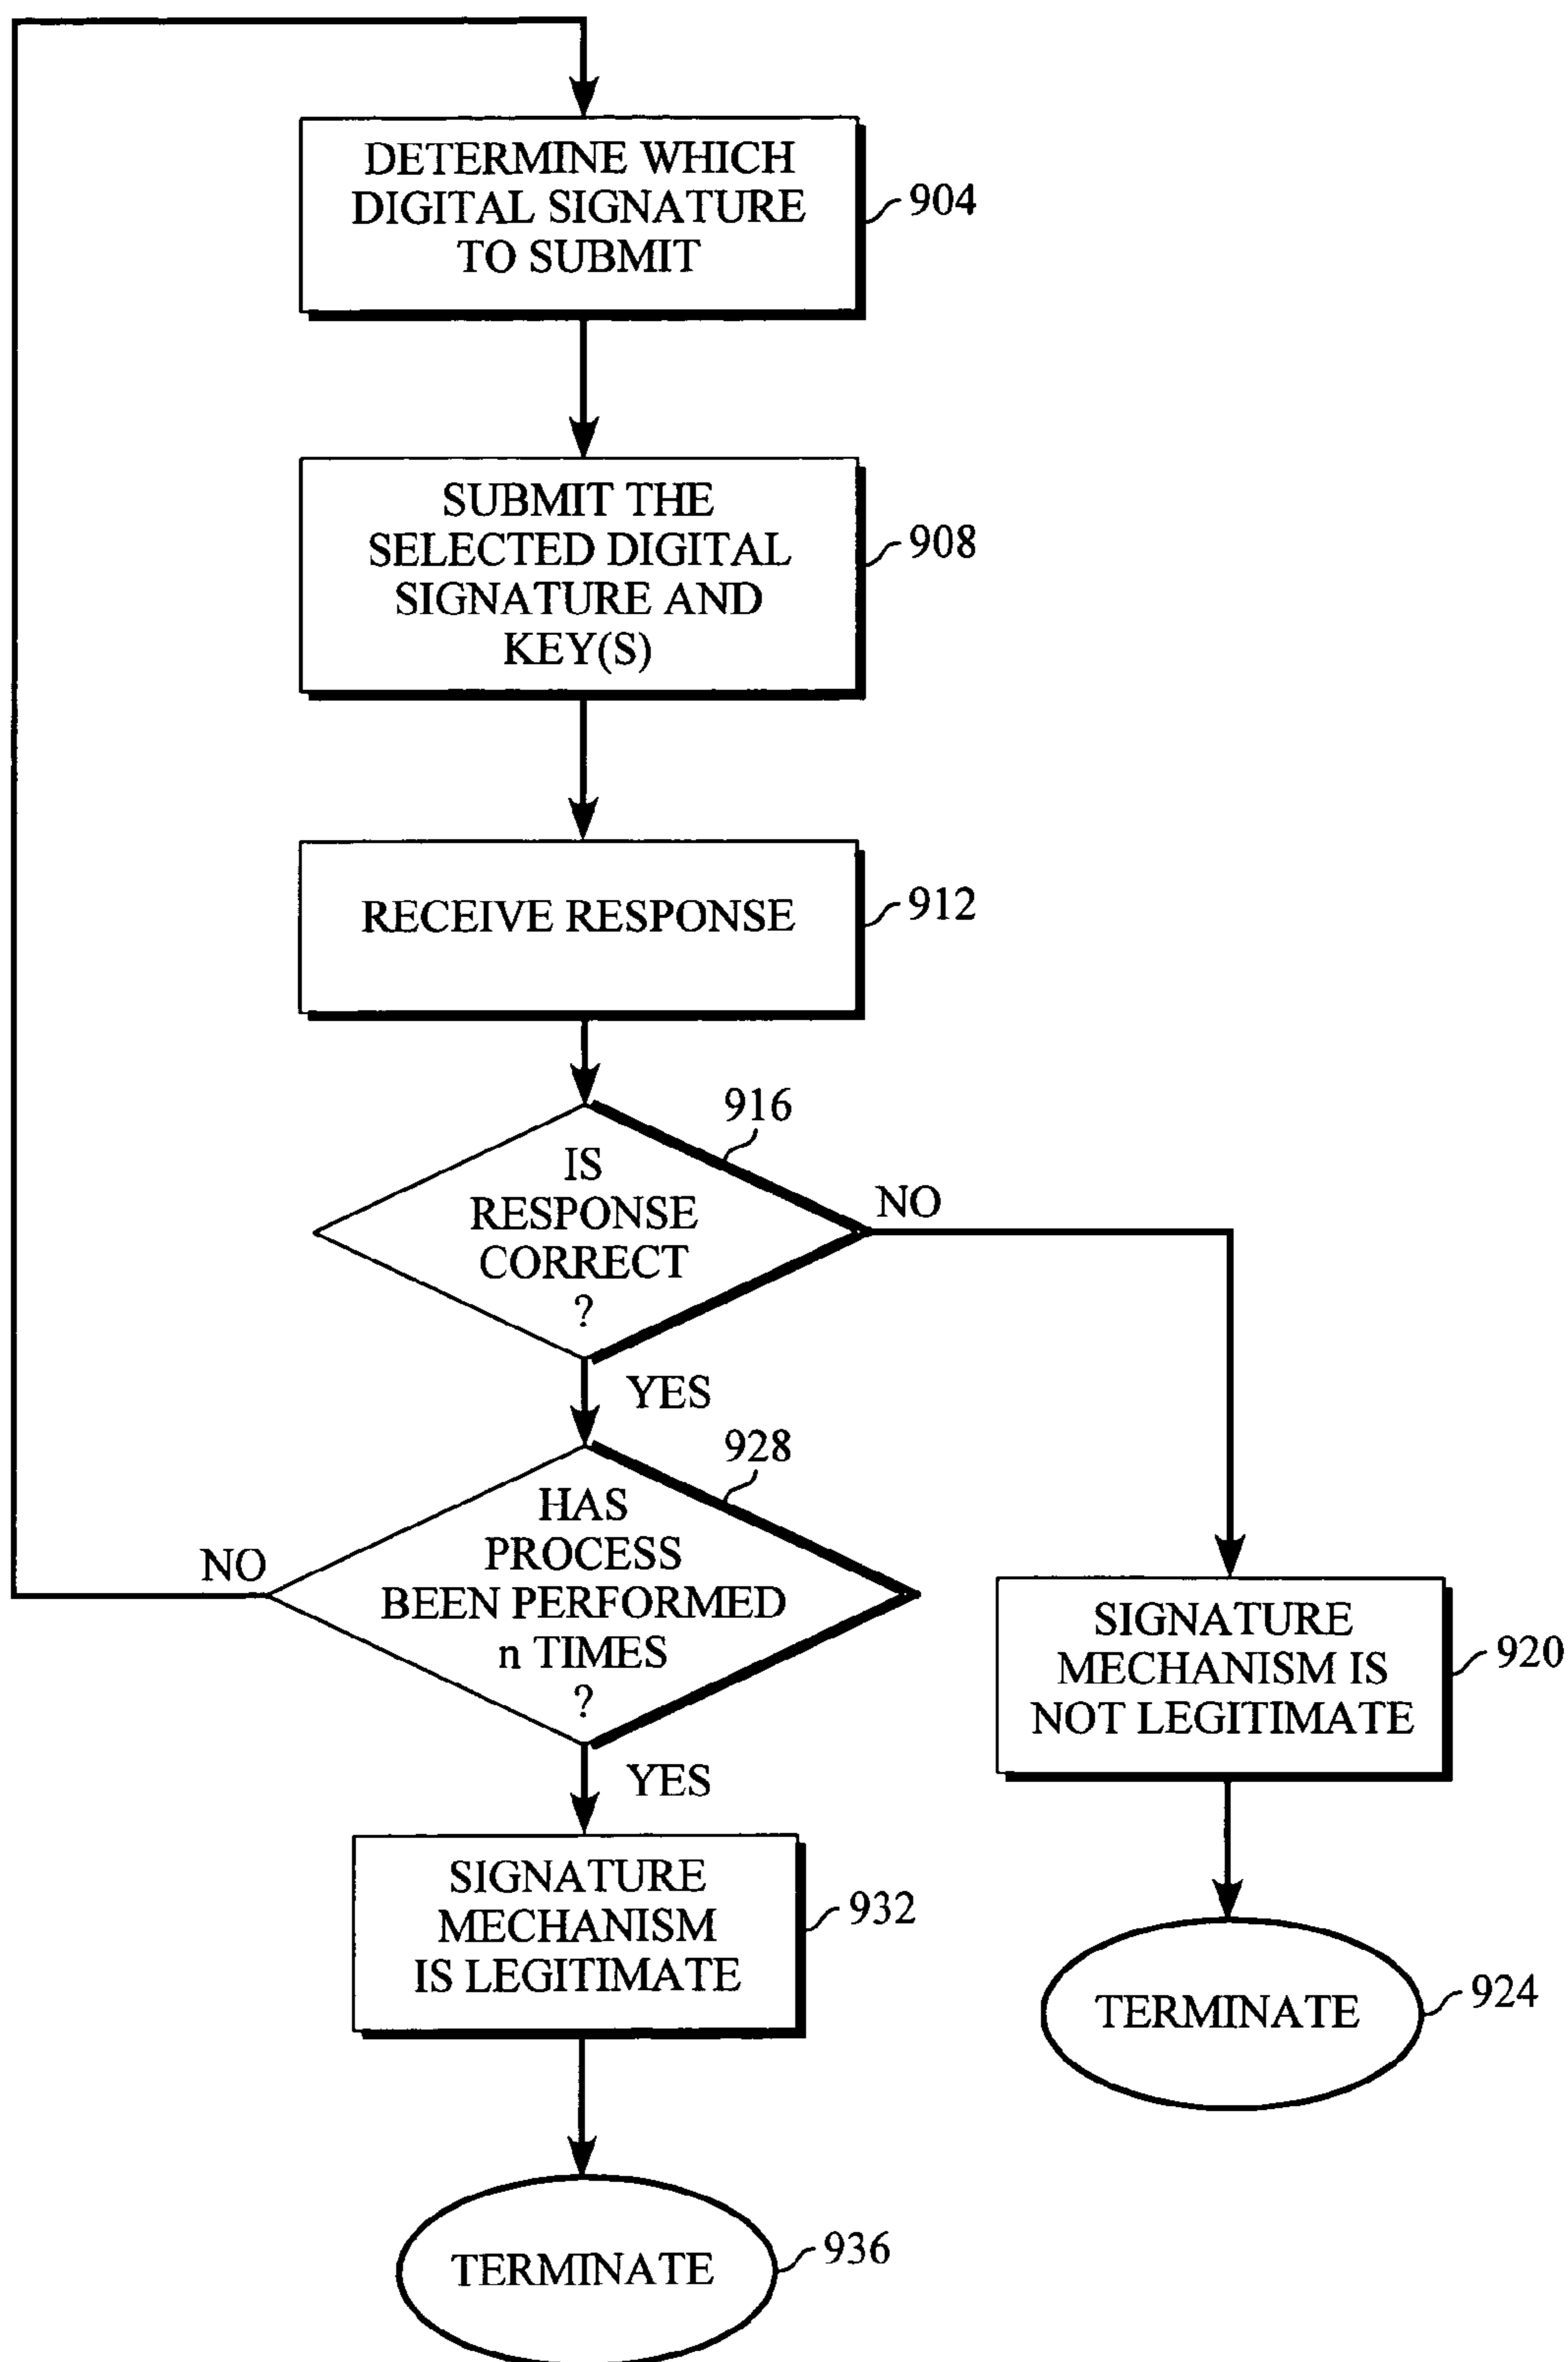 DETERMINE WHICH
DIGITAL SIGNATURE
TO SUBMIT
904
SUBMIT THE
SELECTED DIGITAL
SIGNATURE AND
KEY(S)
908
RECEIVE RESPONSE
912
916
IS
RESPONSE
CORRECT
?
NO
YES
928
HAS
PROCESS
BEEN PERFORMED
n TIMES
?
NO
YES
SIGNATURE
MECHANISM IS
NOT LEGITIMATE
920
SIGNATURE
MECHANISM
IS LEGITIMATE
932
TERMINATE
924
TERMINATE
936